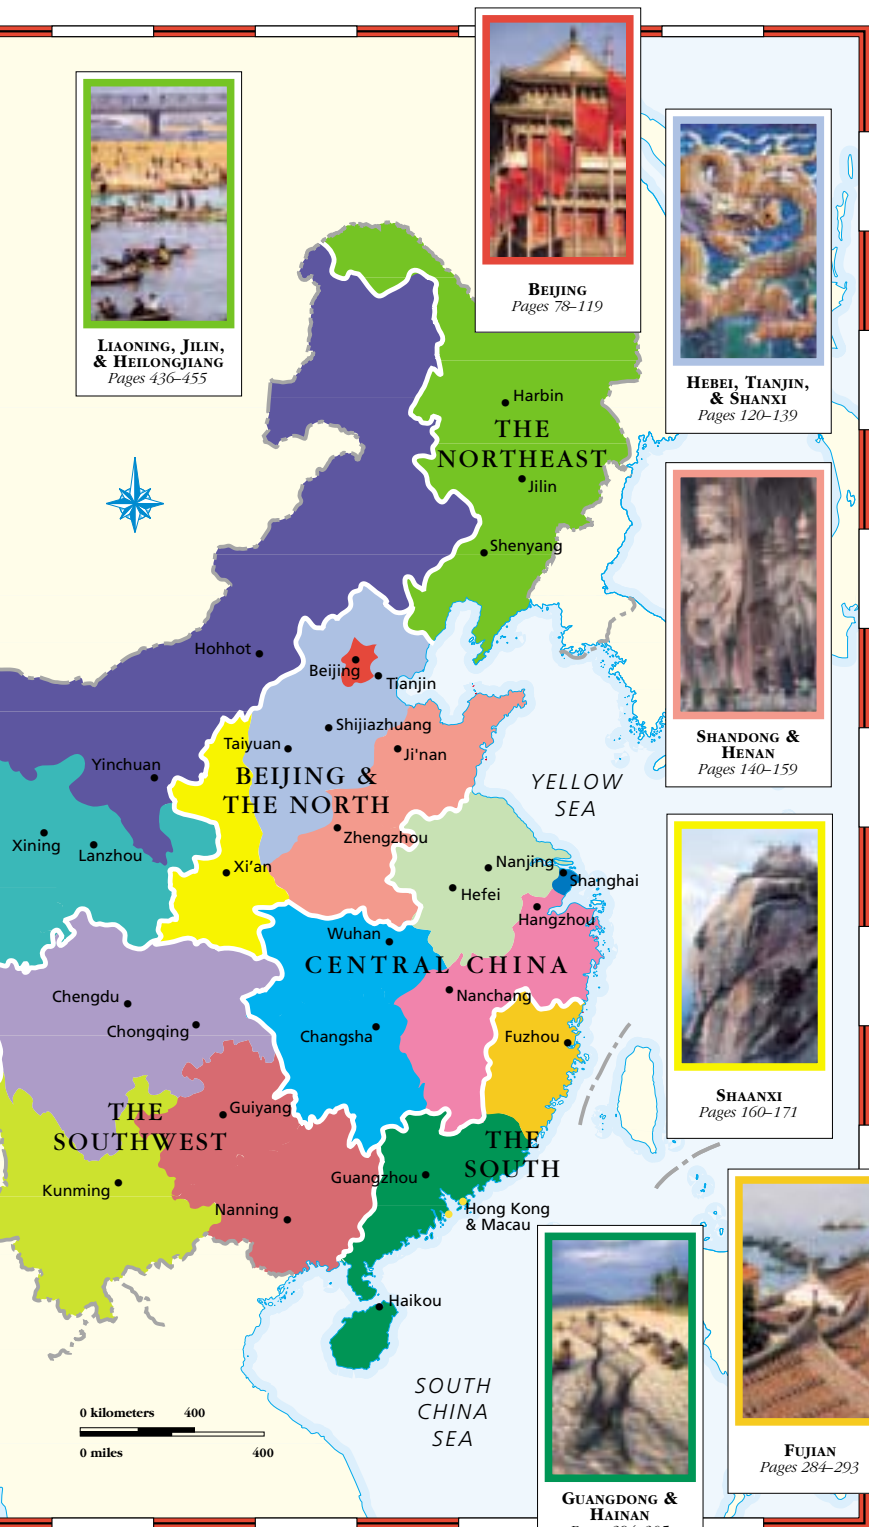 BEIJING
Pages 78–119
LIAONING, JILIN,
& HEILONGJIANG
Pages 436–455
HEBEI, TIANJIN,
& SHANXI
Pages 120–139
Harbin
THE
NORTHEAST
Jilin
Shenyang
Hohhot
Beijing
Tianjin
Shijiazhuang
Taiyuan
Ji'nan
SHANDONG &
HENAN
Pages 140–159
Yinchuan
BEIJING &
THE NORTH
YELLOW
SEA
Xining
Lanzhou
Zhengzhou
Xi’an
Nanjing
Shanghai
Hefei
Hangzhou
Wuhan
CENTRAL CHINA
Chengdu
Nanchang
Chongqing
Changsha
Fuzhou
SHAANXI
Pages 160–171
THE
SOUTHWEST
Guiyang
THE
SOUTH
Kunming
Guangzhou
Nanning
Hong Kong
& Macau
Haikou
SOUTH
CHINA
SEA
0 kilometers 400
0 miles 400
FUJIAN
Pages 284–293
GUANGDONG &
HAINAN